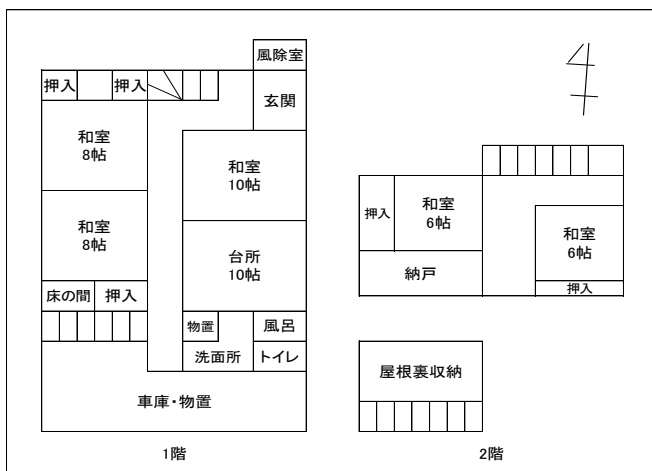 風除室
押入
押入
玄関
和室
8帖
和室
10帖
和室
8帖
台所
10帖
床の間
押入
物置
風呂
洗面所
トイレ
車庫・物置
1階
押入
和室
6帖
和室
6帖
納戸
押入
屋根裏収納
2階